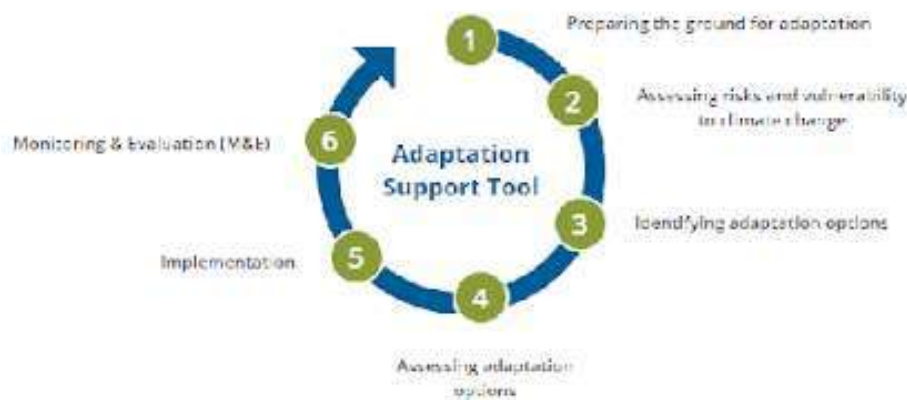 1
Preparing the ground for adaptation
2
Assessing risks and vulnerability
to climate change
3
Identifying adaptation options
4
Assessing adaptation
options
5
Implementation
6
Monitoring & Evaluation (M&E)
Adaptation
Support Tool